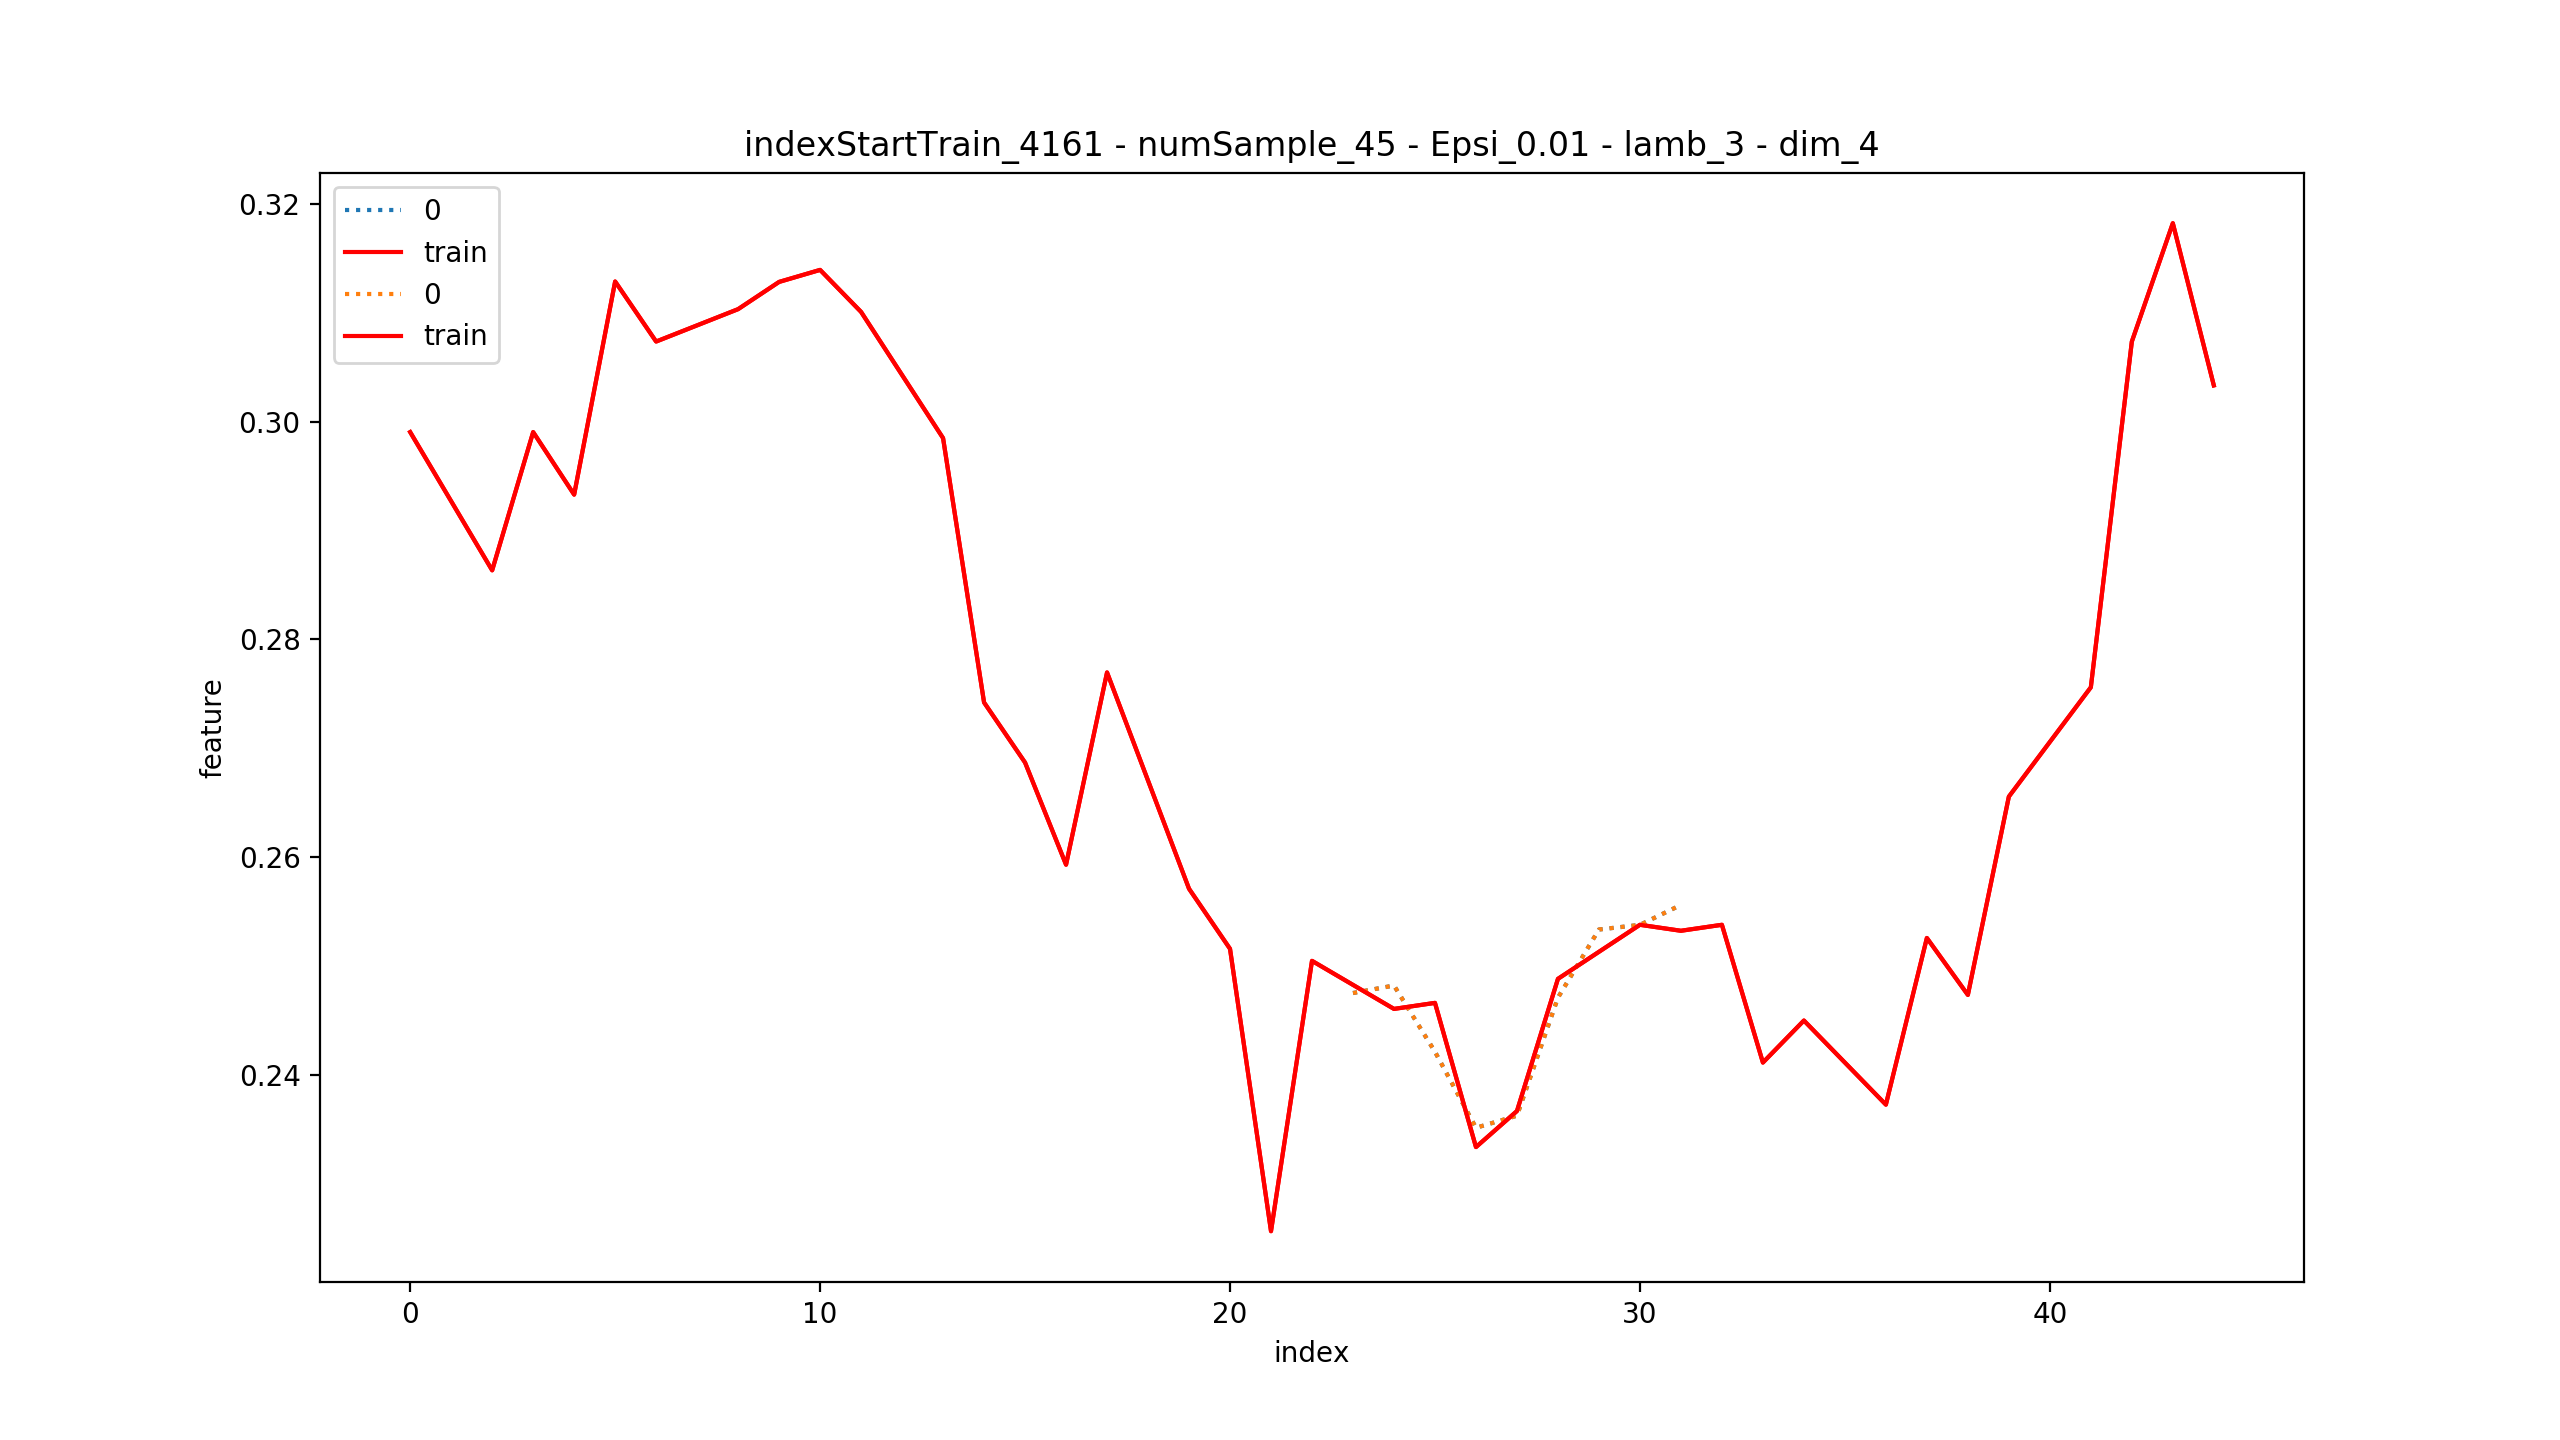 indexStartTrain_4161 - numSample_45 - Epsi_0.01 - lamb_3 - dim_4
0
train
0
train
0.32
0.30
0.28
0.26
0.24
feature
0 10 20 30 40
index